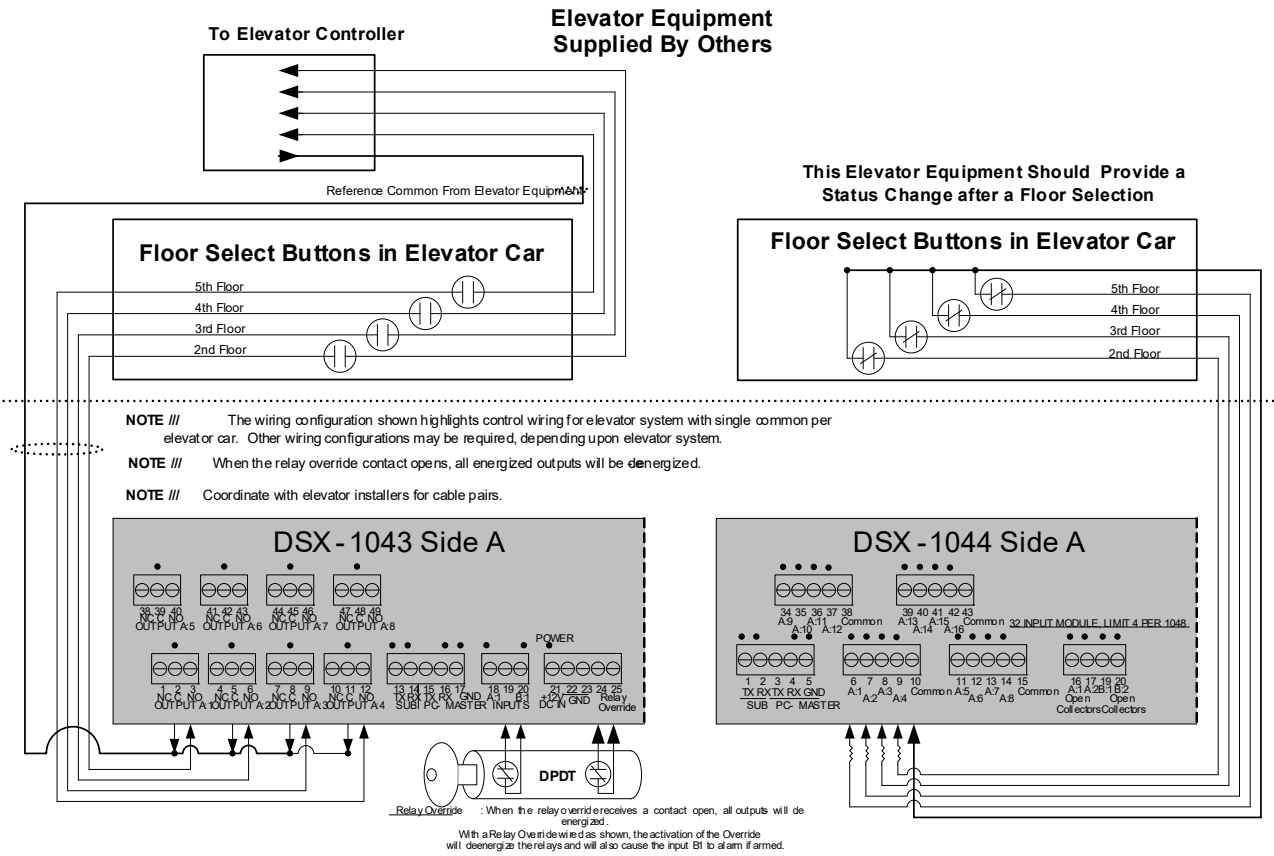 Elevator Equipment
Supplied By Others
To Elevator Controller
Reference Common From Elevator Equipment
This Elevator Equipment Should Provide a
Status Change after a Floor Selection
Floor Select Buttons in Elevator Car
5th Floor
4th Floor
3rd Floor
2nd Floor
Floor Select Buttons in Elevator Car
5th Floor
4th Floor
3rd Floor
2nd Floor
NOTE /// The wiring configuration shown highlights control wiring for elevator system with single common per
elevator car. Other wiring configurations may be required, depending upon elevator system.
NOTE /// When the relay override contact opens, all energized outputs will be de-energized.
NOTE /// Coordinate with elevator installers for cable pairs.
DSX - 1043 Side A
38 39 40
NC C NO
OUTPUT A:5
41 42 43
NC C NO
OUTPUT A:6
44 45 46
NC C NO
OUTPUT A:7
47 48 49
NC C NO
OUTPUT A:8
POWER
1 2 3
NC C NO
OUTPUT A:1
4 5 6
NC C NO
OUTPUT A:2
7 8 9
NC C NO
OUTPUT A:3
10 11 12
NC C NO
OUTPUT A:4
13 14 15 16 17
TX RX TX RX GND
SUB PC- MASTER
18 19 20
A:1 B:1
INPUTS
21 22 23 24 25
+12V GND Relay
DC IN Override
DSX - 1044 Side A
34 35 36 37 38
A:9 A:11 Common
A:10 A:12
39 40 41 42 43
A:13 A:15 Common
A:14 A:16
32 INPUT MODULE, LIMIT 4 PER 1048
1 2 3 4 5
TX RX TX RX GND
SUB PC- MASTER
6 7 8 9 10
A:1 A:3 Common
A:2 A:4
11 12 13 14 15
A:5 A:7 Common
A:6 A:8
16 17 19 20
A:1 A:2 B:1 B:2
Open Open
Collectors Collectors
DPDT
Relay Override : When the relay override receives a contact open, all outputs will de
energized.
With a Relay Override wired as shown, the activation of the Override
will deenergize the relays and will also cause the input B1 to alarm if armed.